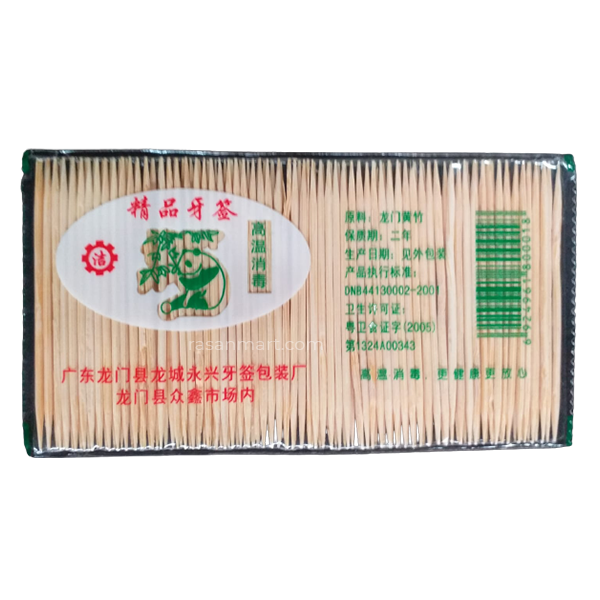 精品牙签
洁
高温消毒
rasanmart.com
广东龙门县龙城永兴牙签包装厂
龙门县众鑫市场内
原料：龙门黄竹
保质期：二年
生产日期：见外包装
产品执行标准：
DNB44130002-2001
卫生许可证：
粤卫会证字(2005)
第1324A00343
高温消毒，更健康更放心
6924961800018